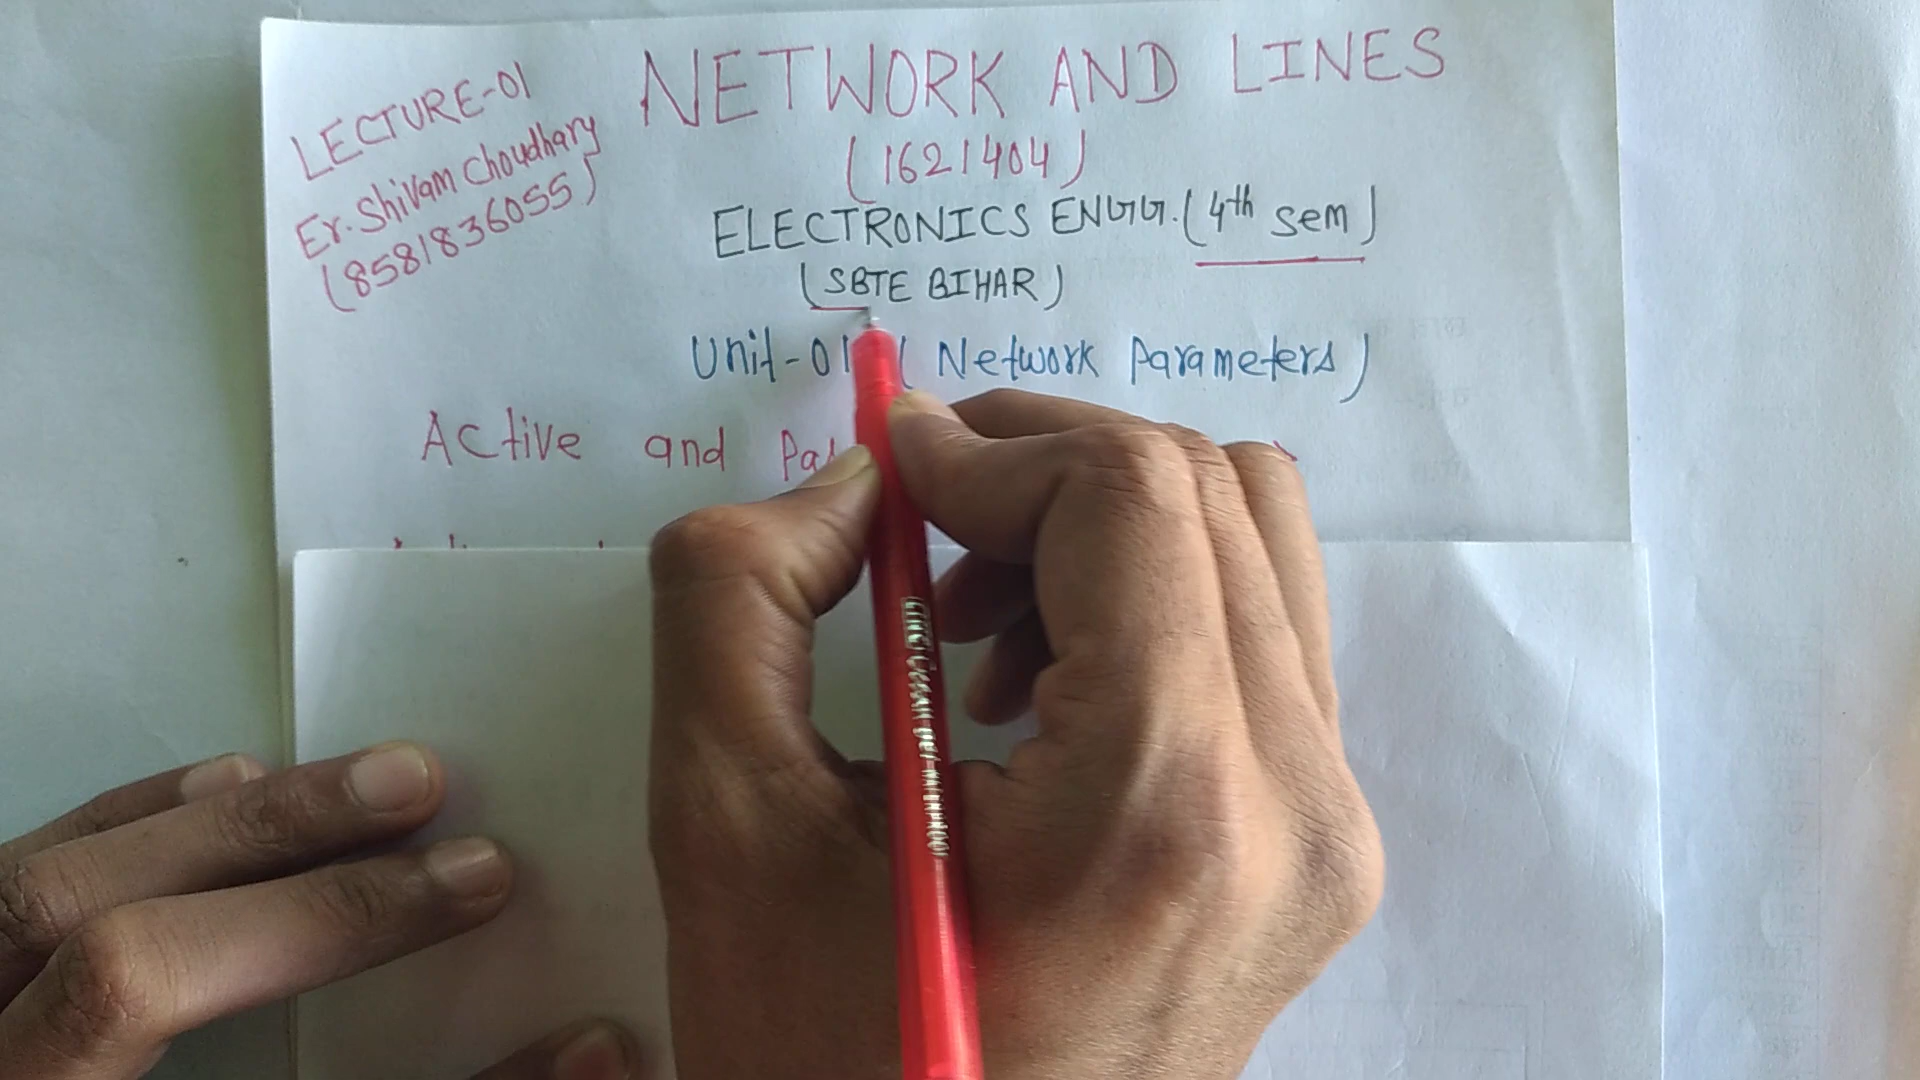 LECTURE-01
Er. Shivam Choudhary
(8581836055)
NETWORK AND LINES
(1621404)
ELECTRONICS ENGG. (4th sem)
(SBTE BIHAR)
Unit-01 (Network Parameters)
Active and